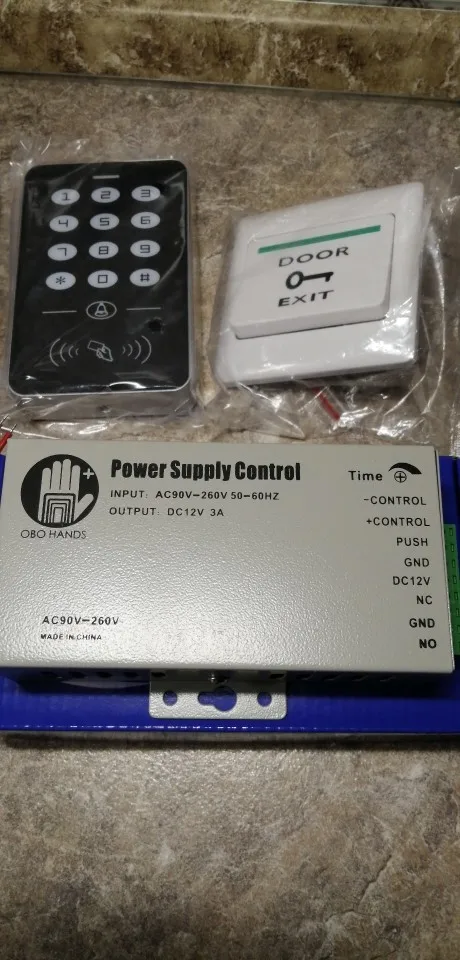 1 2 3
4 5 6
7 8 9
* 0 #
DOOR
EXIT
Power Supply Control
INPUT: AC90V-260V 50-60HZ
OUTPUT: DC12V 3A
OBO HANDS
AC90V-260V
MADE IN CHINA
Time
-CONTROL
+CONTROL
PUSH
GND
DC12V
NC
GND
NO